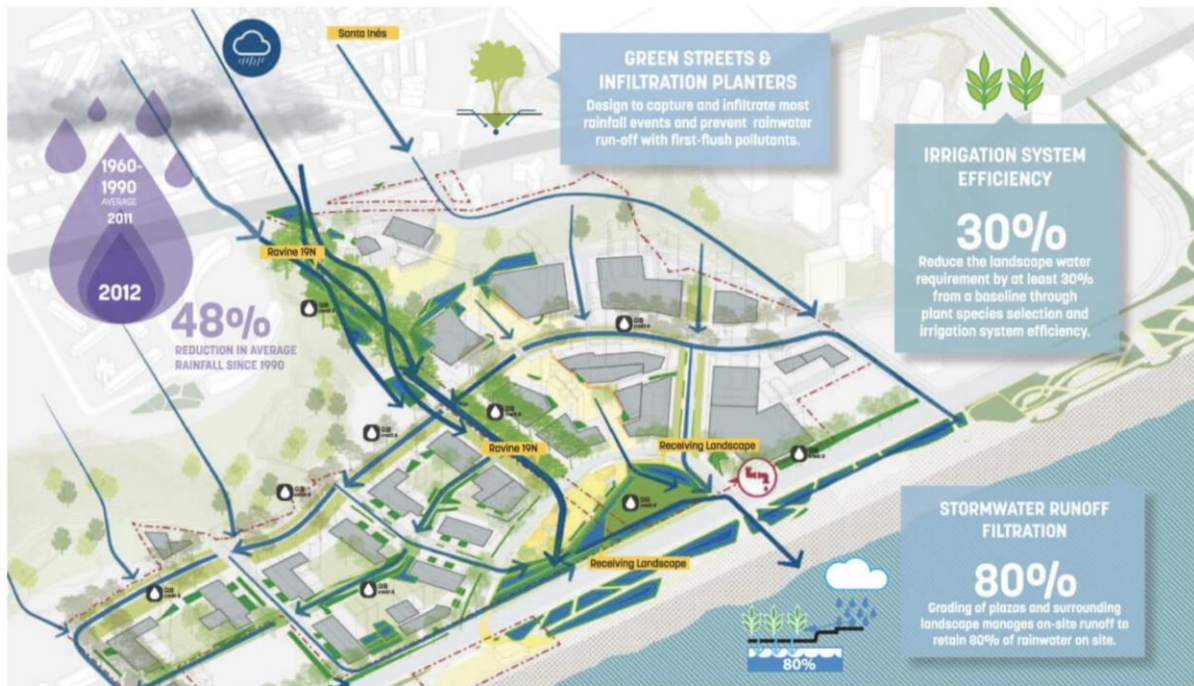 Santa Inés
GREEN STREETS &
INFILTRATION PLANTERS
Design to capture and infiltrate most
rainfall events and prevent rainwater
run-off with first-flush pollutants.
IRRIGATION SYSTEM
EFFICIENCY
30%
Reduce the landscape water
requirement by at least 30%
from a baseline through
plant species selection and
irrigation system efficiency.
1960-
1990
AVERAGE
2011
2012
48%
REDUCTION IN AVERAGE
RAINFALL SINCE 1990
Ravine 19N
Ravine 19N
Receiving Landscape
Receiving Landscape
STORMWATER RUNOFF
FILTRATION
80%
Grading of plazas and surrounding
landscape manages on-site runoff to
retain 80% of rainwater on site.
80%